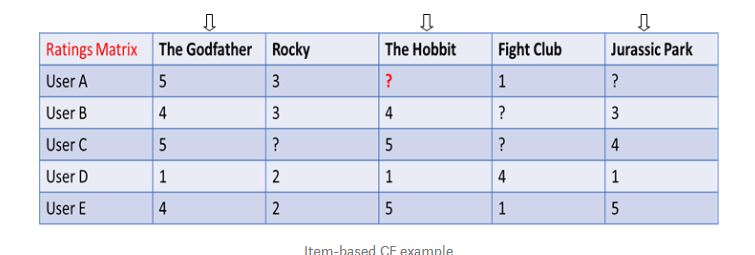 Ratings Matrix The Godfather Rocky The Hobbit Fight Club Jurassic Park
User A 5 3 ? 1 ?
User B 4 3 4 ? 3
User C 5 ? 5 ? 4
User D 1 2 1 4 1
User E 4 2 5 1 5
Item-based CF example